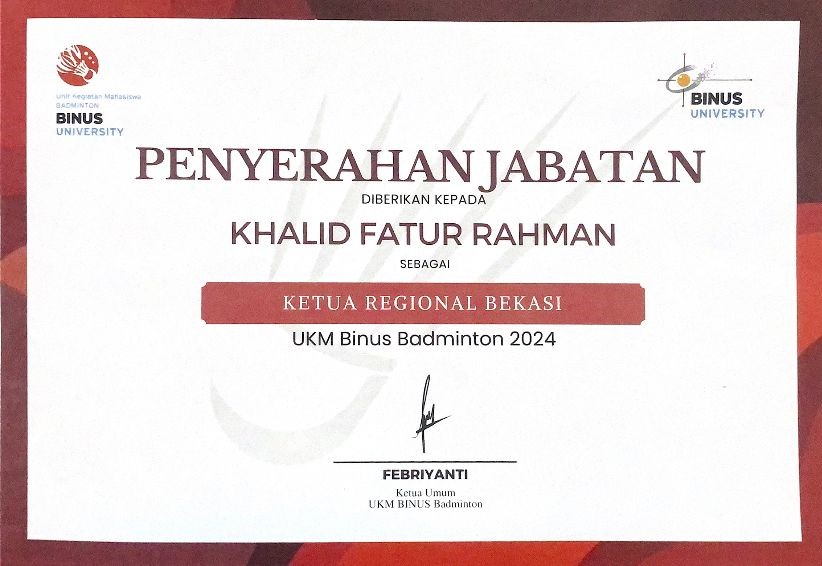 Unit Kegiatan Mahasiswa
BADMINTON
BINUS
UNIVERSITY
BINUS
UNIVERSITY
PENYERAHAN JABATAN
DIBERIKAN KEPADA
KHALID FATUR RAHMAN
SEBAGAI
KETUA REGIONAL BEKASI
UKM Binus Badminton 2024
FEBRIYANTI
Ketua Umum
UKM BINUS Badminton